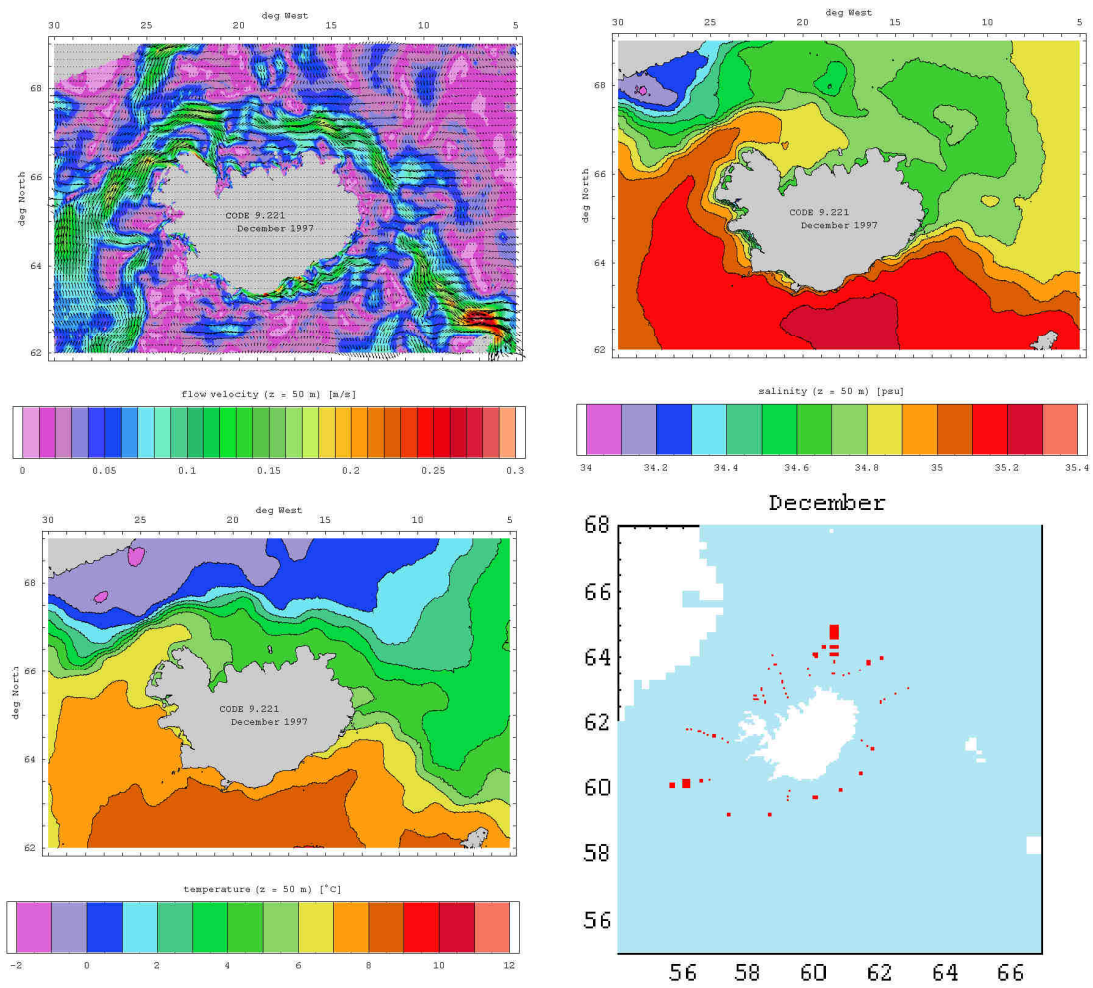 deg West
30 25 20 15 10 5
deg North
68
66
64
62
CODE 9.221
December 1997
flow velocity (z = 50 m) [m/s]
0 0.05 0.1 0.15 0.2 0.25 0.3
deg West
30 25 20 15 10 5
deg North
68
66
64
62
CODE 9.221
December 1997
salinity (z = 50 m) [psu]
34 34.2 34.4 34.6 34.8 35 35.2 35.4
deg West
30 25 20 15 10 5
deg North
68
66
64
62
CODE 9.221
December 1997
temperature (z = 50 m) [°C]
-2 0 2 4 6 8 10 12
December
68
66
64
62
60
58
56
56 58 60 62 64 66